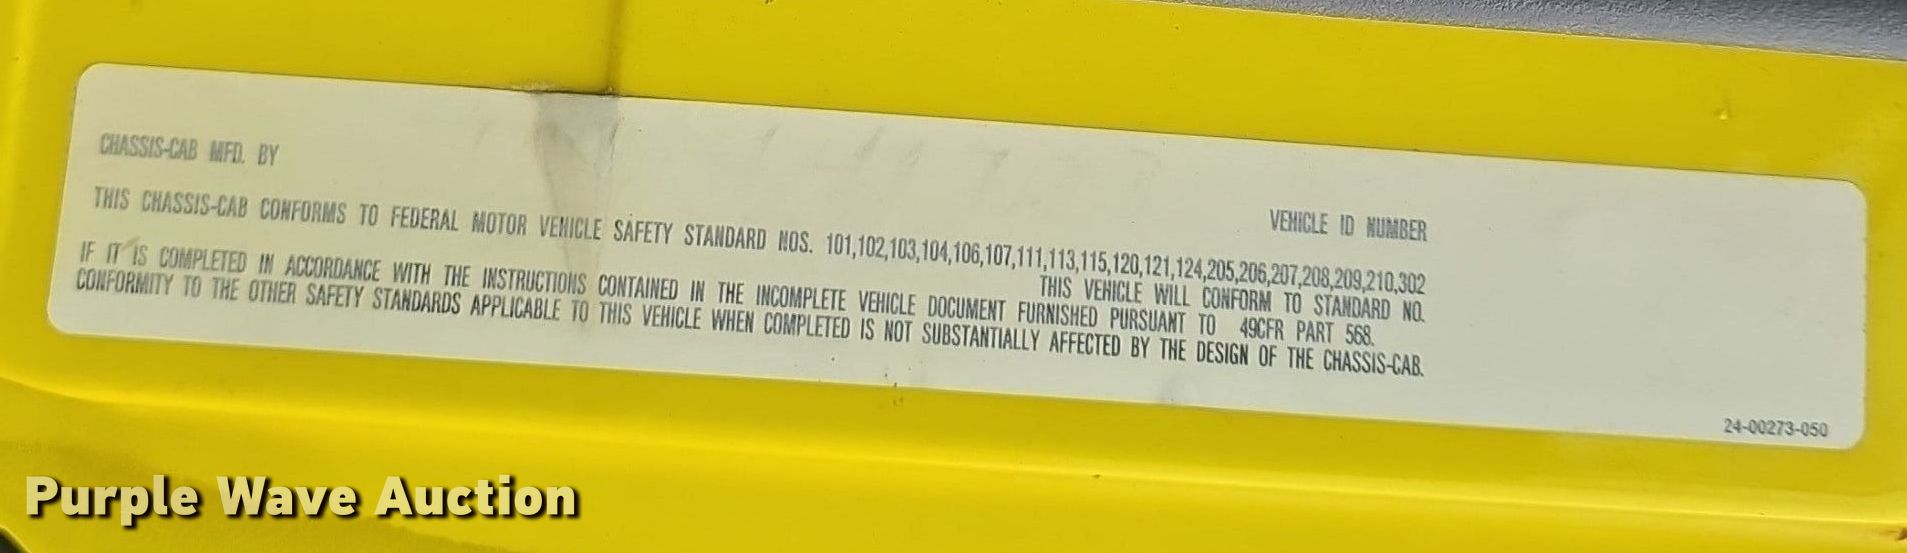 CHASSIS-CAB MFD. BY
VEHICLE ID NUMBER
THIS CHASSIS-CAB CONFORMS TO FEDERAL MOTOR VEHICLE SAFETY STANDARD NOS. 101,102,103,104,106,107,111,113,115,120,121,124,205,206,207,208,209,210,302
THIS VEHICLE WILL CONFORM TO STANDARD NO.
IF IT IS COMPLETED IN ACCORDANCE WITH THE INSTRUCTIONS CONTAINED IN THE INCOMPLETE VEHICLE DOCUMENT FURNISHED PURSUANT TO 49CFR PART 568.
CONFORMITY TO THE OTHER SAFETY STANDARDS APPLICABLE TO THIS VEHICLE WHEN COMPLETED IS NOT SUBSTANTIALLY AFFECTED BY THE DESIGN OF THE CHASSIS-CAB.
24-00273-050
Purple Wave Auction